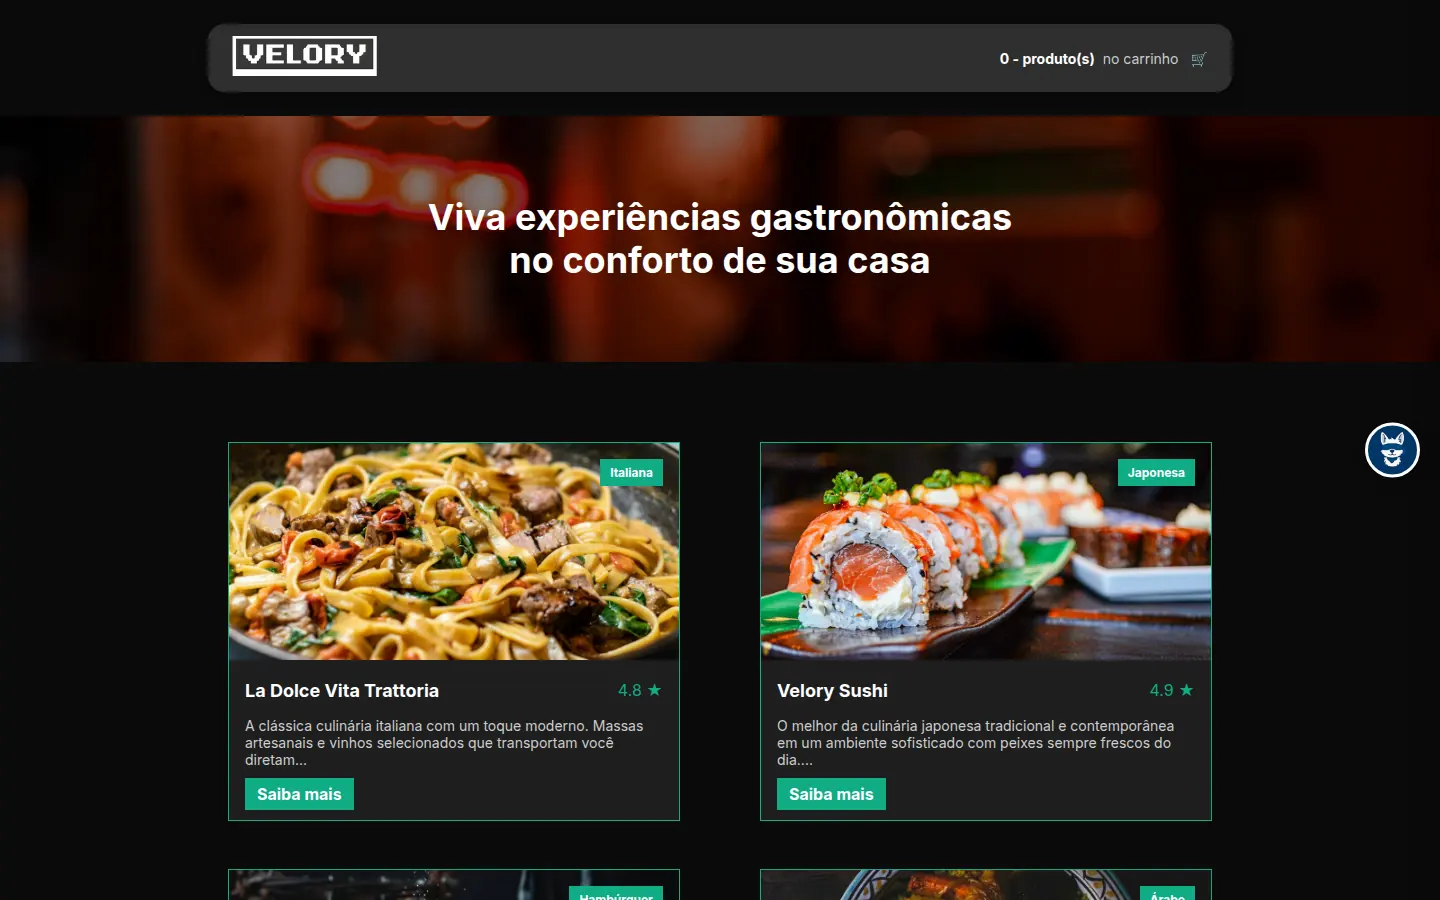 VELORY
0 - produto(s) no carrinho
Viva experiências gastronômicas
no conforto de sua casa
Italiana
Japonesa
La Dolce Vita Trattoria
4.8 ★
A clássica culinária italiana com um toque moderno. Massas
artesanais e vinhos selecionados que transportam você
diretam...
Saiba mais
Velory Sushi
4.9 ★
O melhor da culinária japonesa tradicional e contemporânea
em um ambiente sofisticado com peixes sempre frescos do
dia....
Saiba mais
Hambúrguer
Árabe